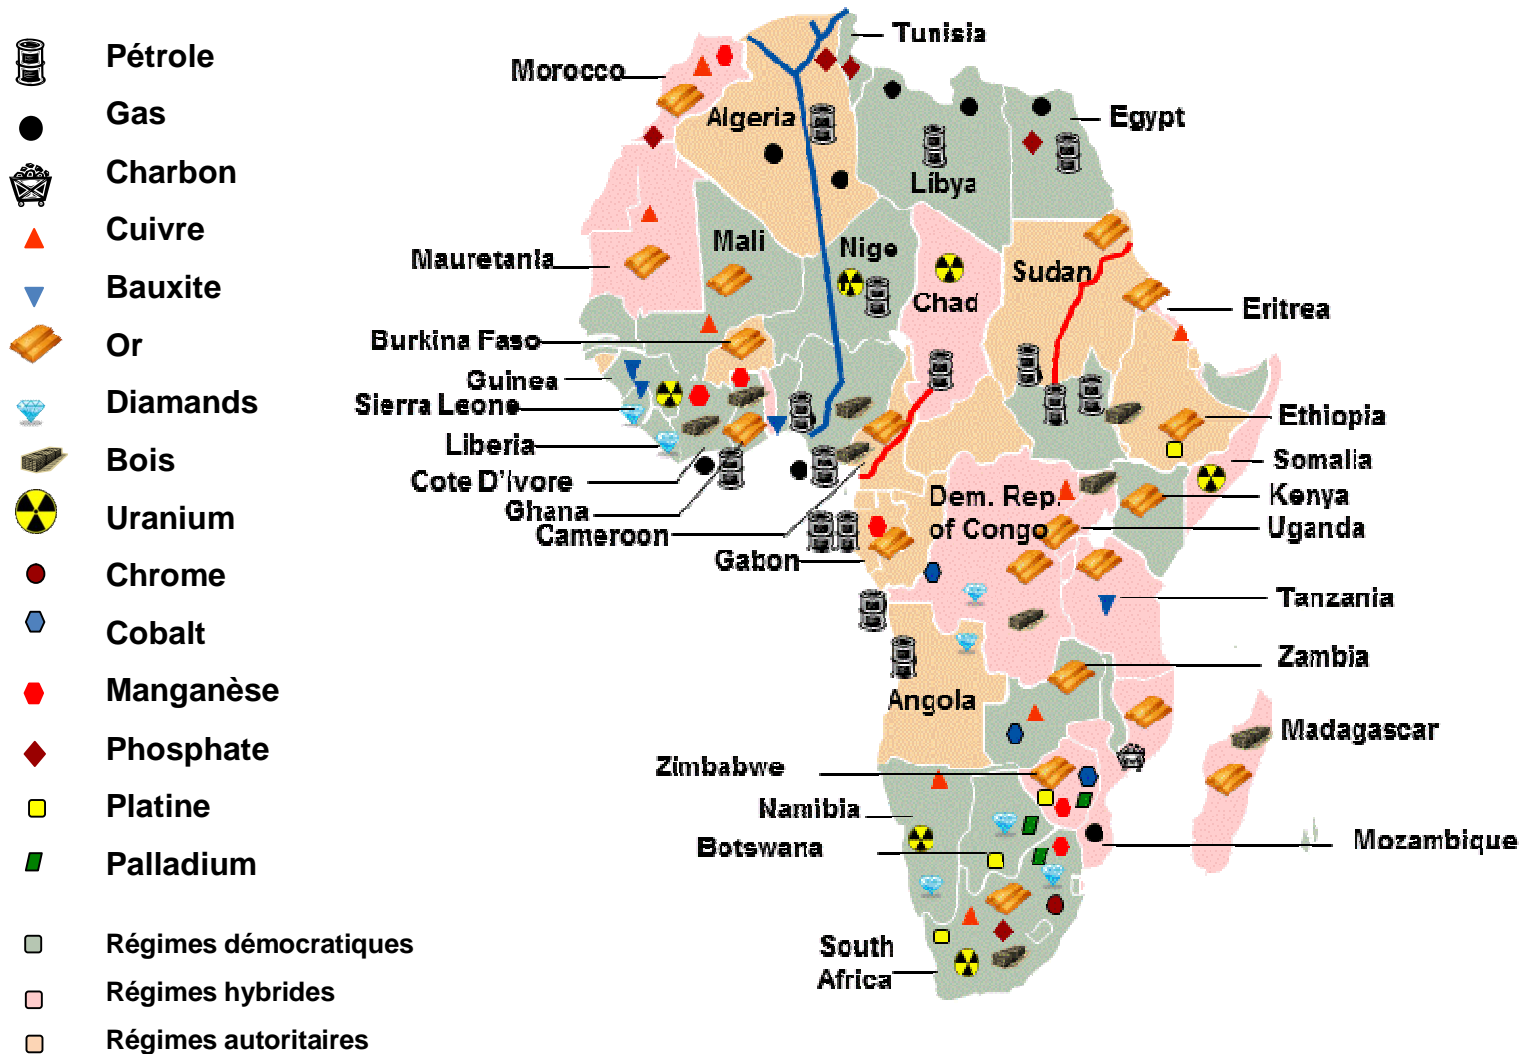 Pétrole
Gas
Charbon
Cuivre
Bauxite
Or
Diamands
Bois
Uranium
Chrome
Cobalt
Manganèse
Phosphate
Platine
Palladium
Régimes démocratiques
Régimes hybrides
Régimes autoritaires
Tunisia
Morocco
Algeria
Egypt
Libya
Mali
Nige
Mauretania
Sudan
Chad
Eritrea
Burkina Faso
Guinea
Sierra Leone
Ethiopia
Liberia
Somalia
Cote D'Ivore
Kenya
Ghana
Dem. Rep.
of Congo
Uganda
Cameroon
Gabon
Tanzania
Zambia
Angola
Madagascar
Zimbabwe
Namibia
Mozambique
Botswana
South
Africa